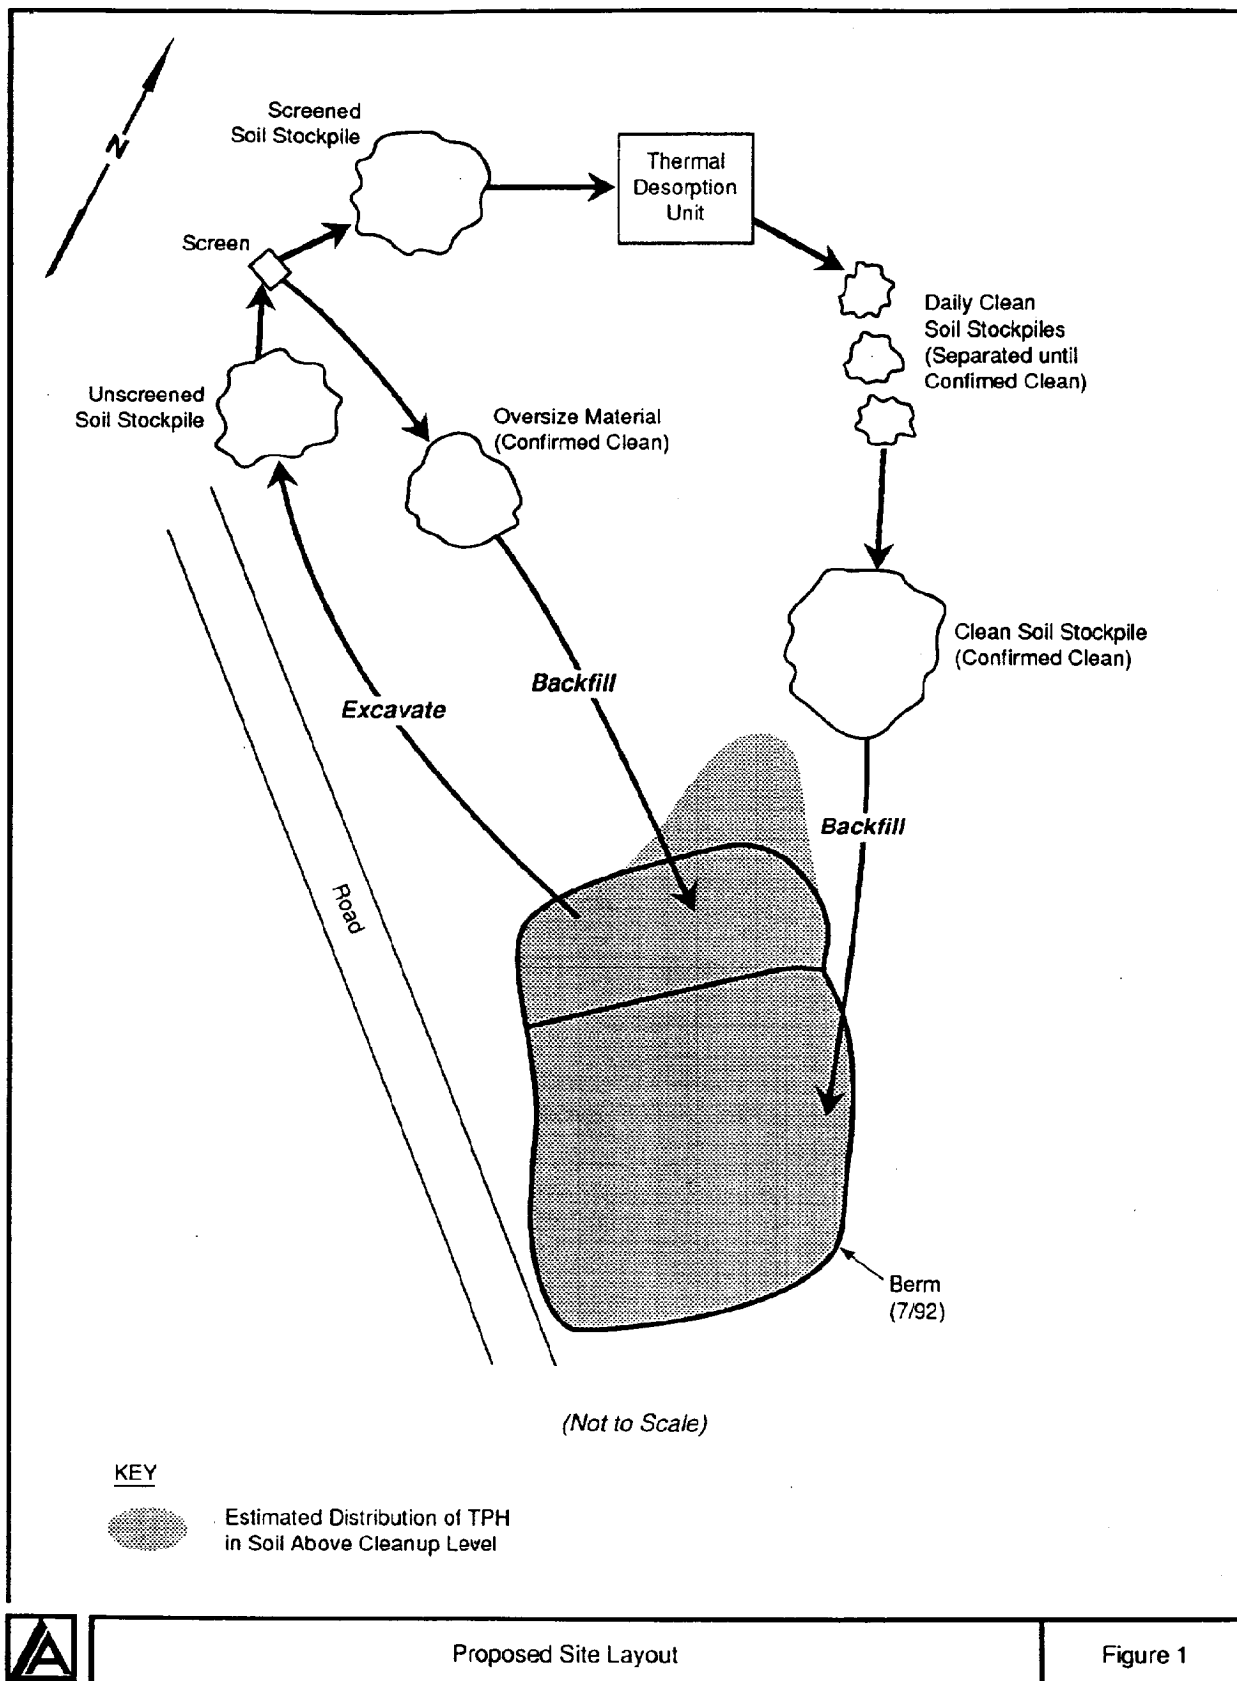 N
Screened
Soil Stockpile
Thermal
Desorption
Unit
Screen
Daily Clean
Soil Stockpiles
(Separated until
Confirmed Clean)
Unscreened
Soil Stockpile
Oversize Material
(Confirmed Clean)
Clean Soil Stockpile
(Confirmed Clean)
Backfill
Excavate
Backfill
Road
Berm
(7/92)
(Not to Scale)
KEY
Estimated Distribution of TPH
in Soil Above Cleanup Level
A
Proposed Site Layout
Figure 1